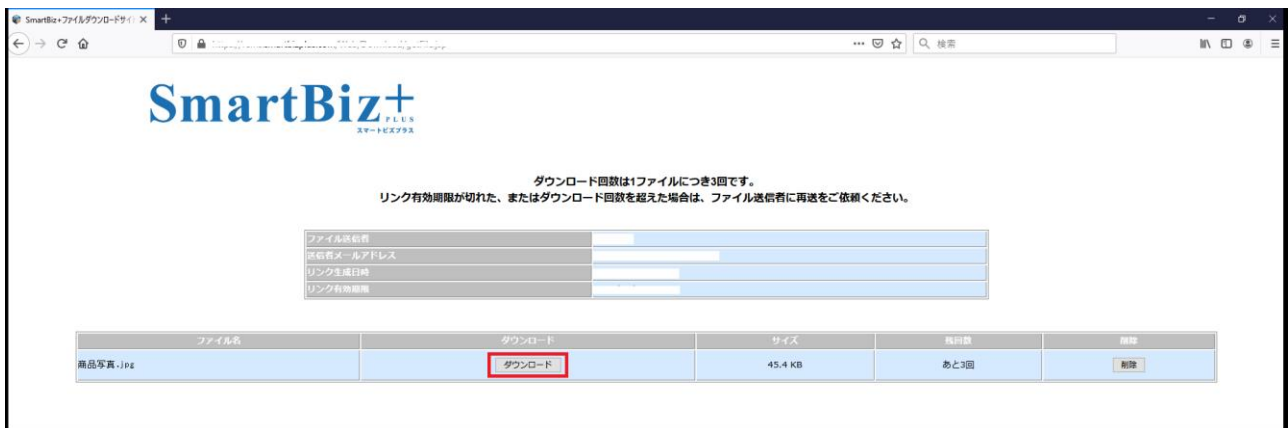 SmartBiz+ファイルダウンロードサイ
検索
SmartBiz+
PLUS
スマートビズプラス
ダウンロード回数は1ファイルにつき3回です。
リンク有効期限が切れた、またはダウンロード回数を超えた場合は、ファイル送信者に再送をご依頼ください。
ファイル送信者
送信者メールアドレス
リンク生成日時
リンク有効期限
ファイル名 ダウンロード サイズ 残回数 削除
商品写真.jpg ダウンロード 45.4 KB あと3回 削除